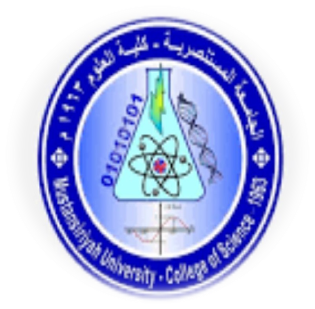 الجامعة المستنصرية - كلية العلوم ١٩٦٣ م
01010101
Mustansiriyah University - College of Science 1963